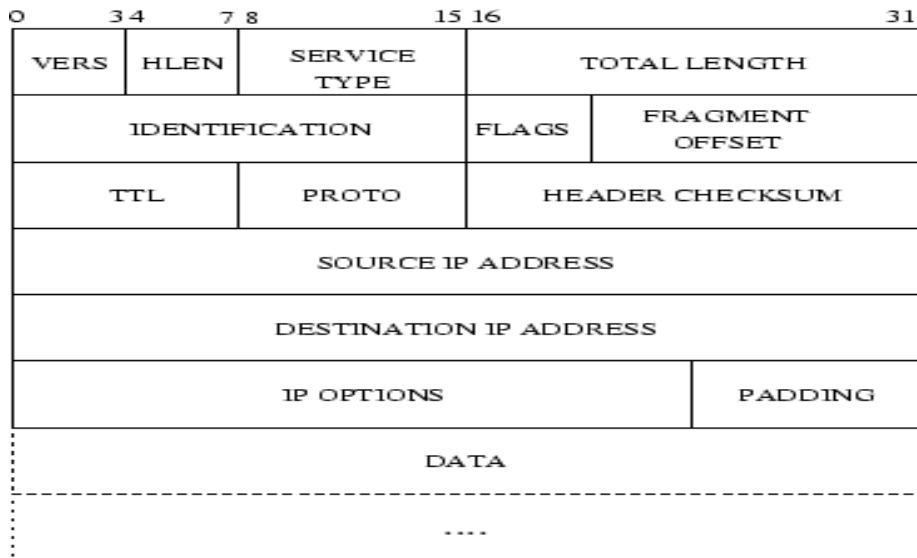 0 3 4 7 8 15 16 31
VERS HLEN SERVICE TYPE TOTAL LENGTH
IDENTIFICATION FLAGS FRAGMENT OFFSET
TTL PROTO HEADER CHECKSUM
SOURCE IP ADDRESS
DESTINATION IP ADDRESS
IP OPTIONS PADDING
DATA
....